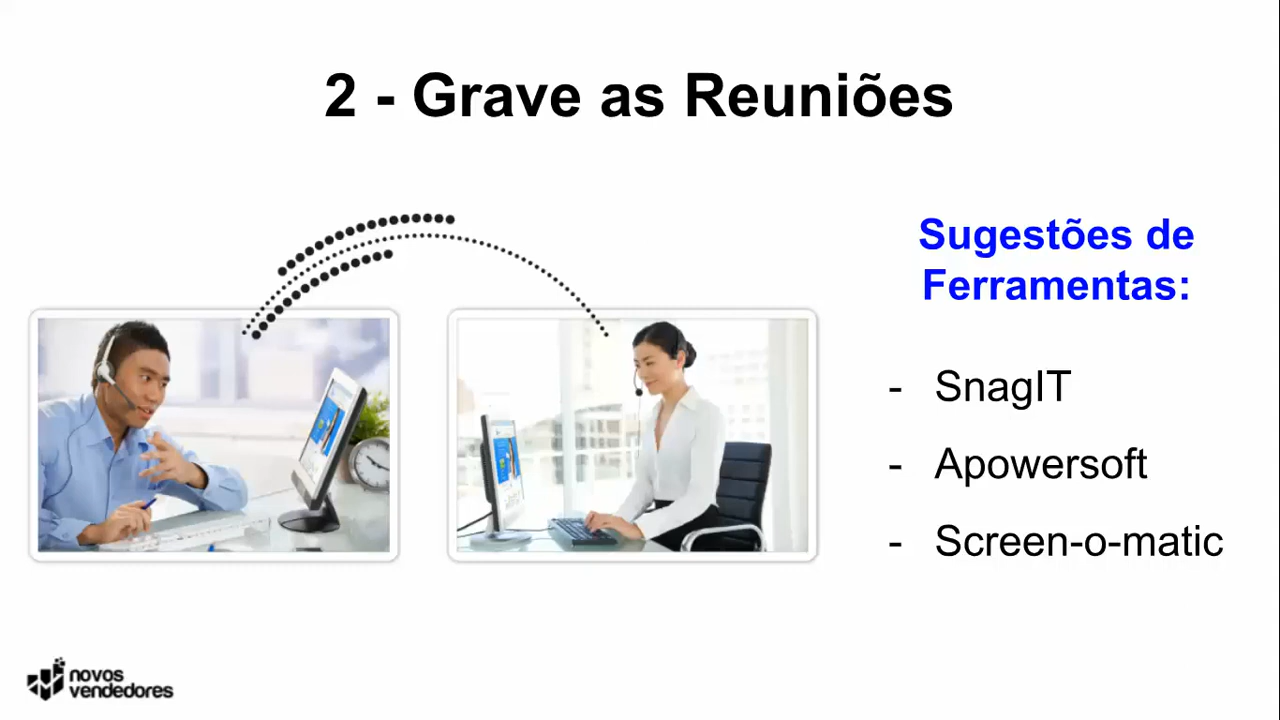 2 - Grave as Reuniões
Sugestões de
Ferramentas:
- SnagIT
- Apowersoft
- Screen-o-matic
novos
vendedores